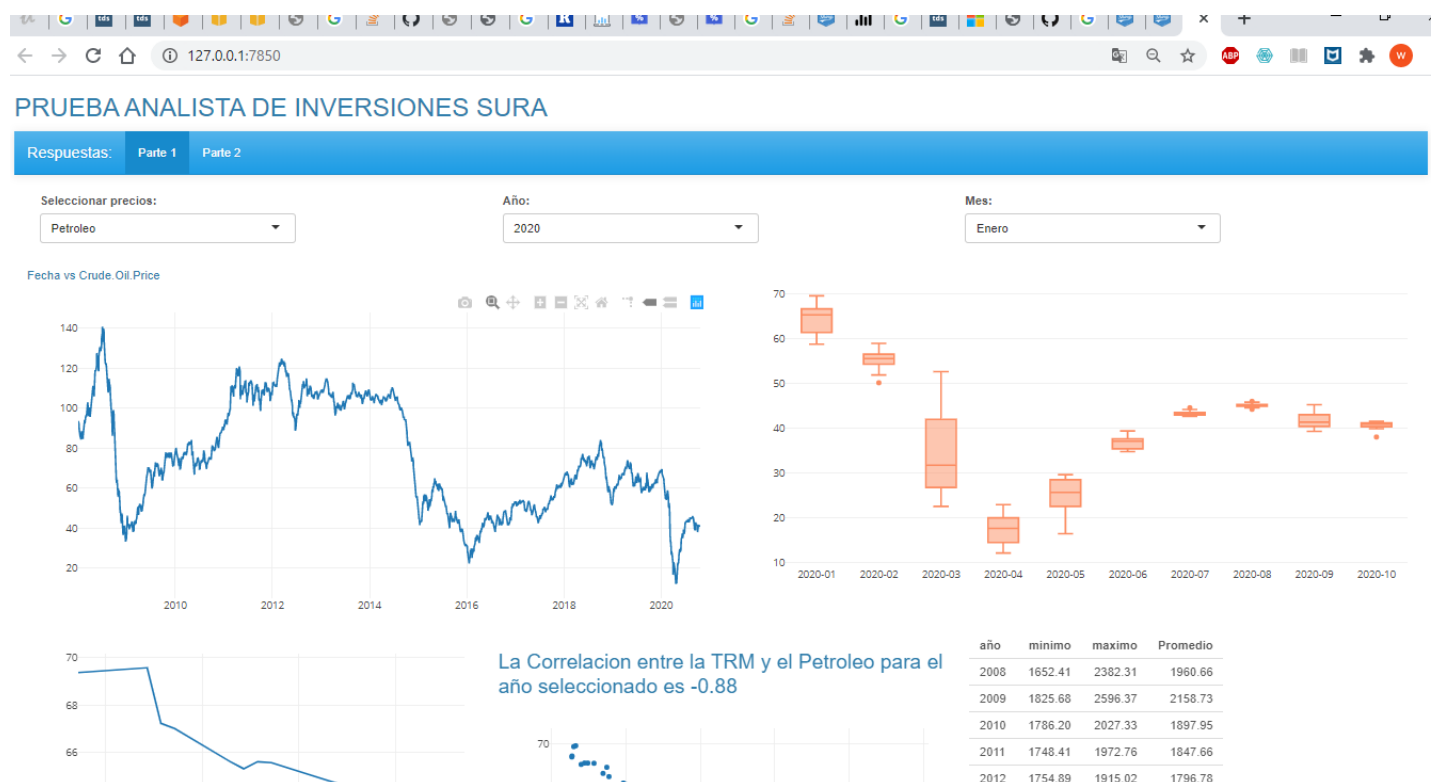 127.0.0.1:7850
ABP
W
PRUEBA ANALISTA DE INVERSIONES SURA
Respuestas: Parte 1 Parte 2
Seleccionar precios:
Petroleo
Año:
2020
Mes:
Enero
Fecha vs Crude.Oil.Price
140
120
100
80
60
40
20
2010 2012 2014 2016 2018 2020
70
60
50
40
30
20
10
2020-01 2020-02 2020-03 2020-04 2020-05 2020-06 2020-07 2020-08 2020-09 2020-10
70
68
66
La Correlacion entre la TRM y el Petroleo para el
año seleccionado es -0.88
70
año minimo maximo Promedio
2008 1652.41 2382.31 1960.66
2009 1825.68 2596.37 2158.73
2010 1786.20 2027.33 1897.95
2011 1748.41 1972.76 1847.66
2012 1754.89 1915.02 1796.78